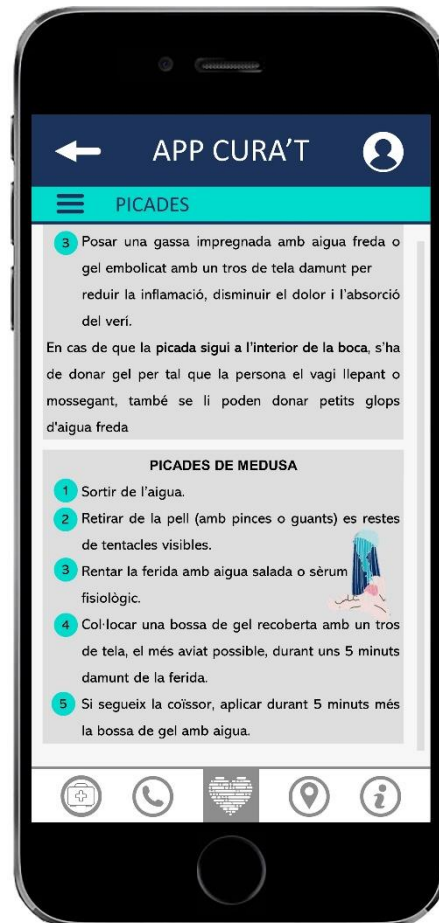 APP CURA'T
PICADES
3 Posar una gassa impregnada amb aigua freda o
gel embolicat amb un tros de tela damunt per
reduir la inflamació, disminuir el dolor i l'absorció
del verí.
En cas de que la picada sigui a l'interior de la boca, s'ha
de donar gel per tal que la persona el vagi llepant o
mossegant, també se li poden donar petits glops
d'aigua freda
PICADES DE MEDUSA
1 Sortir de l'aigua.
2 Retirar de la pell (amb pinces o guants) es restes
de tentacles visibles.
3 Rentar la ferida amb aigua salada o sèrum
fisiològic.
4 Col·locar una bossa de gel recoberta amb un tros
de tela, el més aviat possible, durant uns 5 minuts
damunt de la ferida.
5 Si segueix la coïssor, aplicar durant 5 minuts més
la bossa de gel amb aigua.